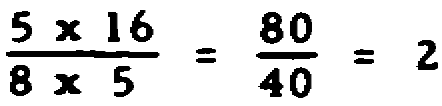 5 x 16 / 8 x 5 = 80 / 40 = 2